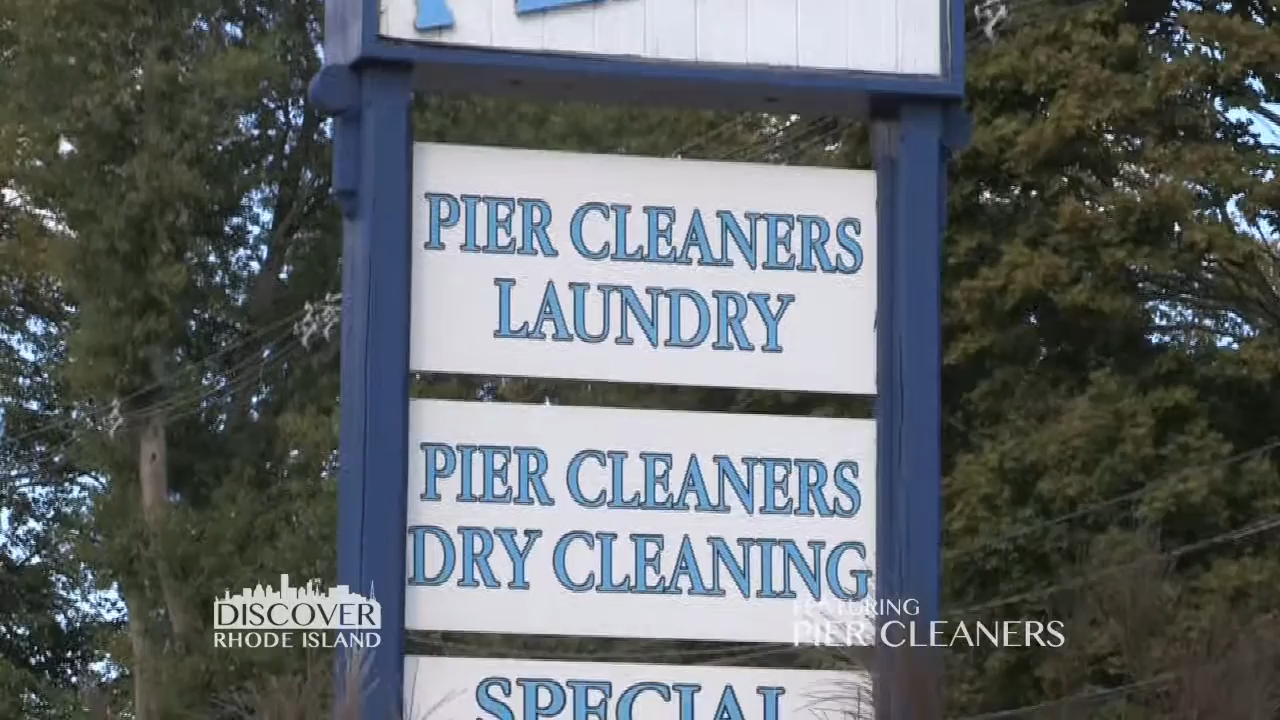 PIER CLEANERS
LAUNDRY
PIER CLEANERS
DRY CLEANING
SPECIAL
DISCOVER
RHODE ISLAND
FEATURING
PIER CLEANERS